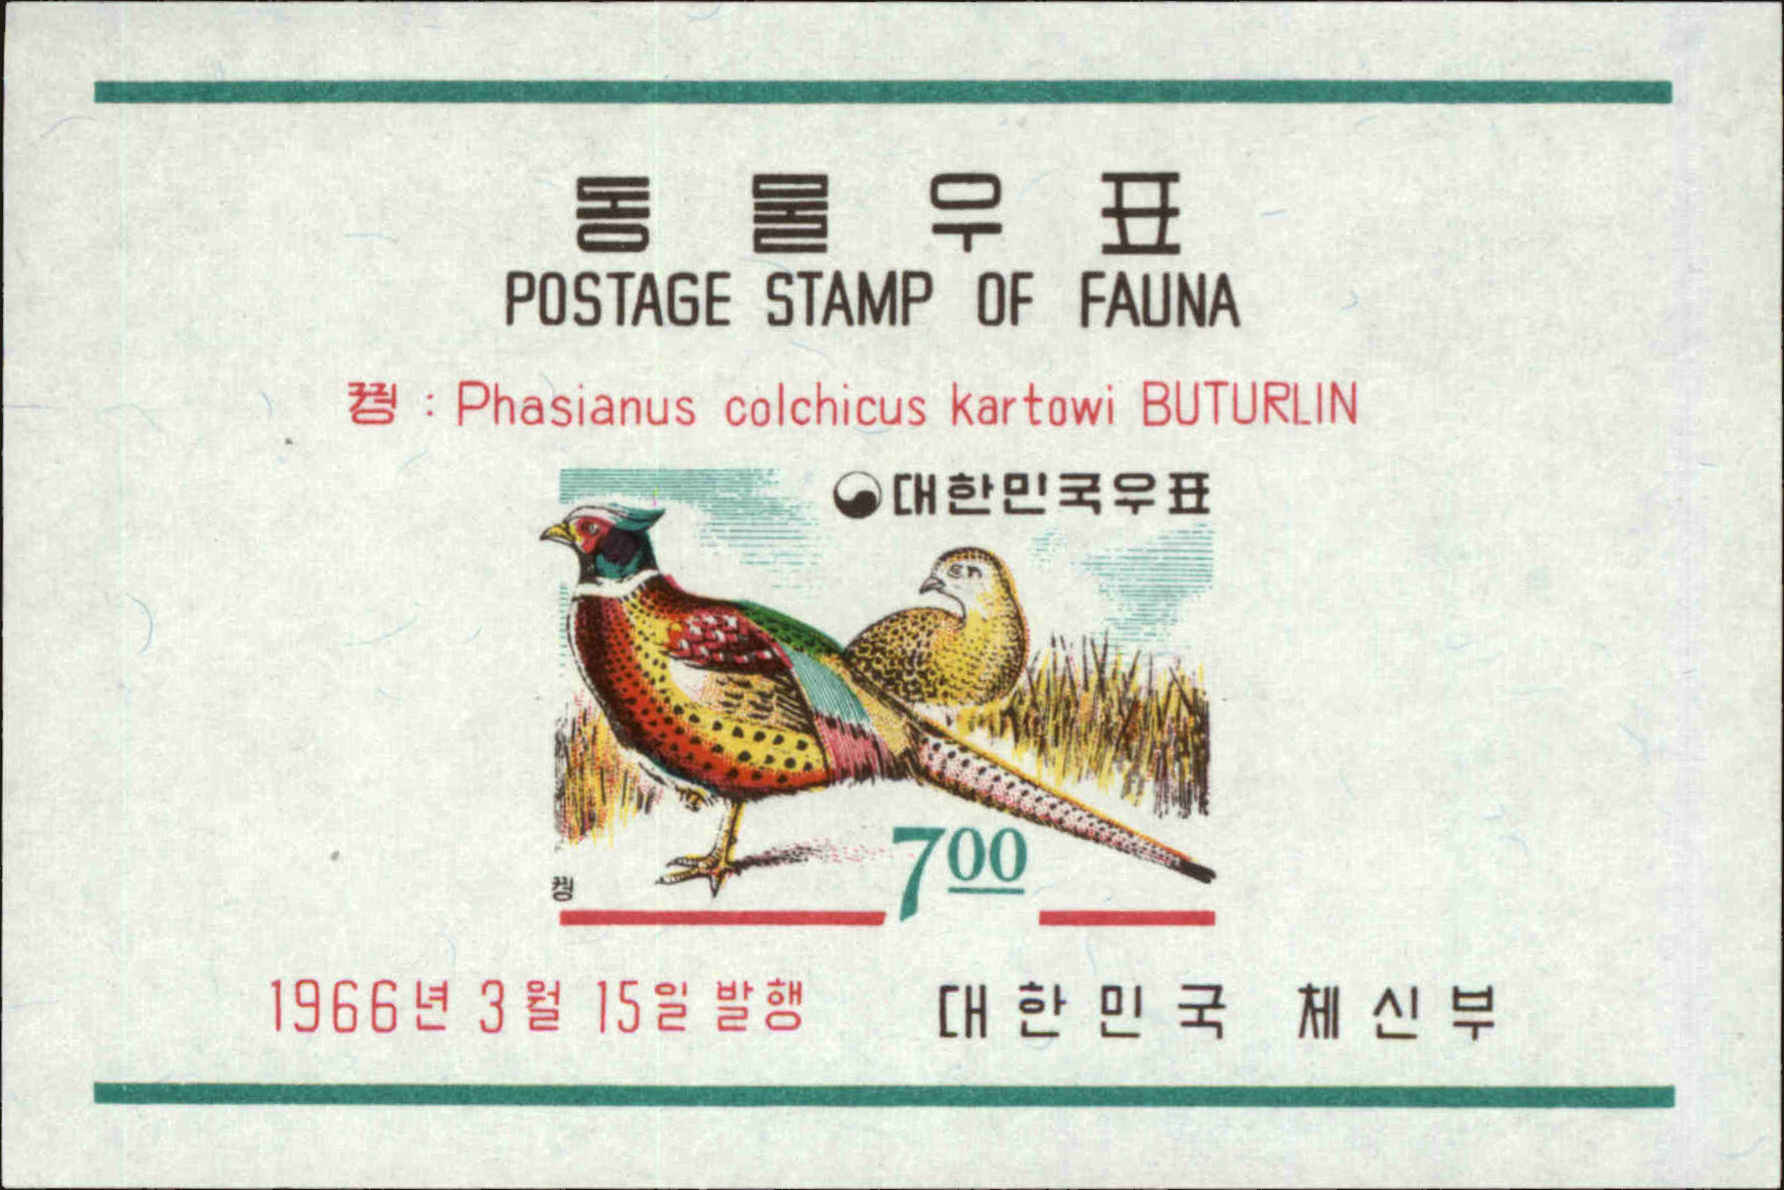 동물우표
POSTAGE STAMP OF FAUNA
꿩 : Phasianus colchicus kartowi BUTURLIN
대한민국우표
꿩
700
1966년 3월 15일 발행
대한민국 체신부